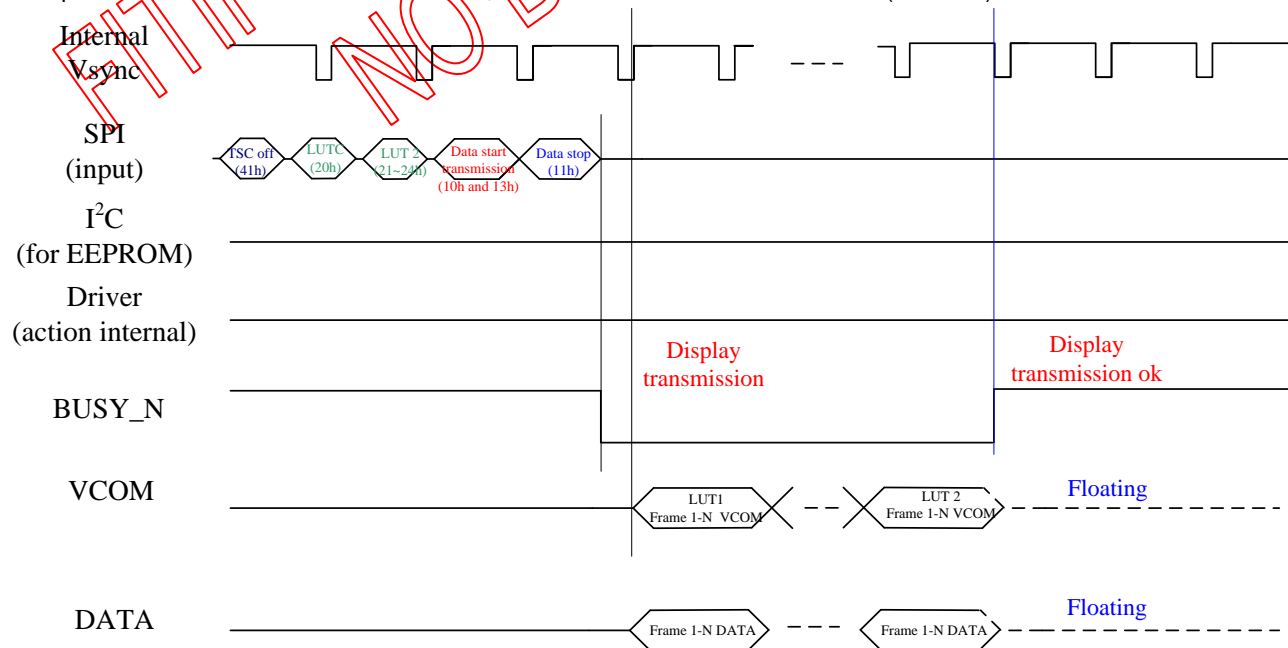 Internal
Vsync
SPI
(input)
TSC off
(41h)
LUTC
(20h)
LUT 2
(21~24h)
Data start
transmission
(10h and 13h)
Data stop
(11h)
I²C
(for EEPROM)
Driver
(action internal)
Display
transmission
Display
transmission ok
BUSY_N
VCOM
LUT1
Frame 1-N VCOM
LUT 2
Frame 1-N VCOM
Floating
DATA
Frame 1-N DATA
Frame 1-N DATA
Floating